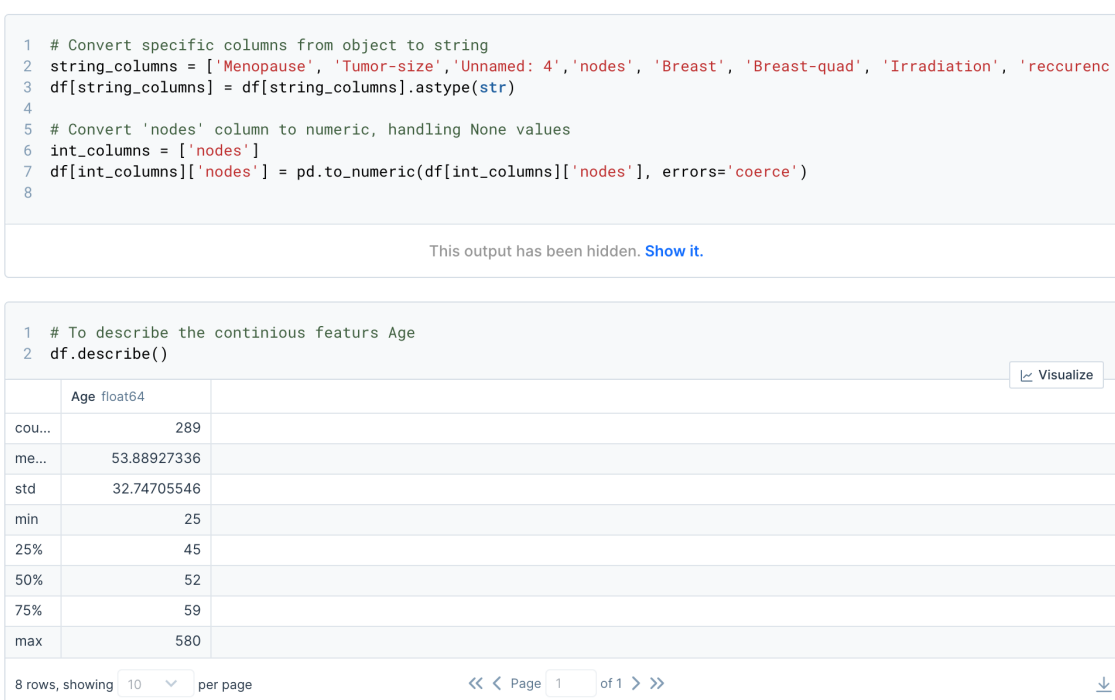 1 # Convert specific columns from object to string
2 string_columns = ['Menopause', 'Tumor-size','Unnamed: 4','nodes', 'Breast', 'Breast-quad', 'Irradiation', 'reccurenc
3 df[string_columns] = df[string_columns].astype(str)
4
5 # Convert 'nodes' column to numeric, handling None values
6 int_columns = ['nodes']
7 df[int_columns]['nodes'] = pd.to_numeric(df[int_columns]['nodes'], errors='coerce')
8
This output has been hidden. Show it.
1 # To describe the continious featurs Age
2 df.describe()
Visualize
Age float64
cou... 289
me... 53.88927336
std 32.74705546
min 25
25% 45
50% 52
75% 59
max 580
8 rows, showing 10 per page << < Page 1 of 1 > >>